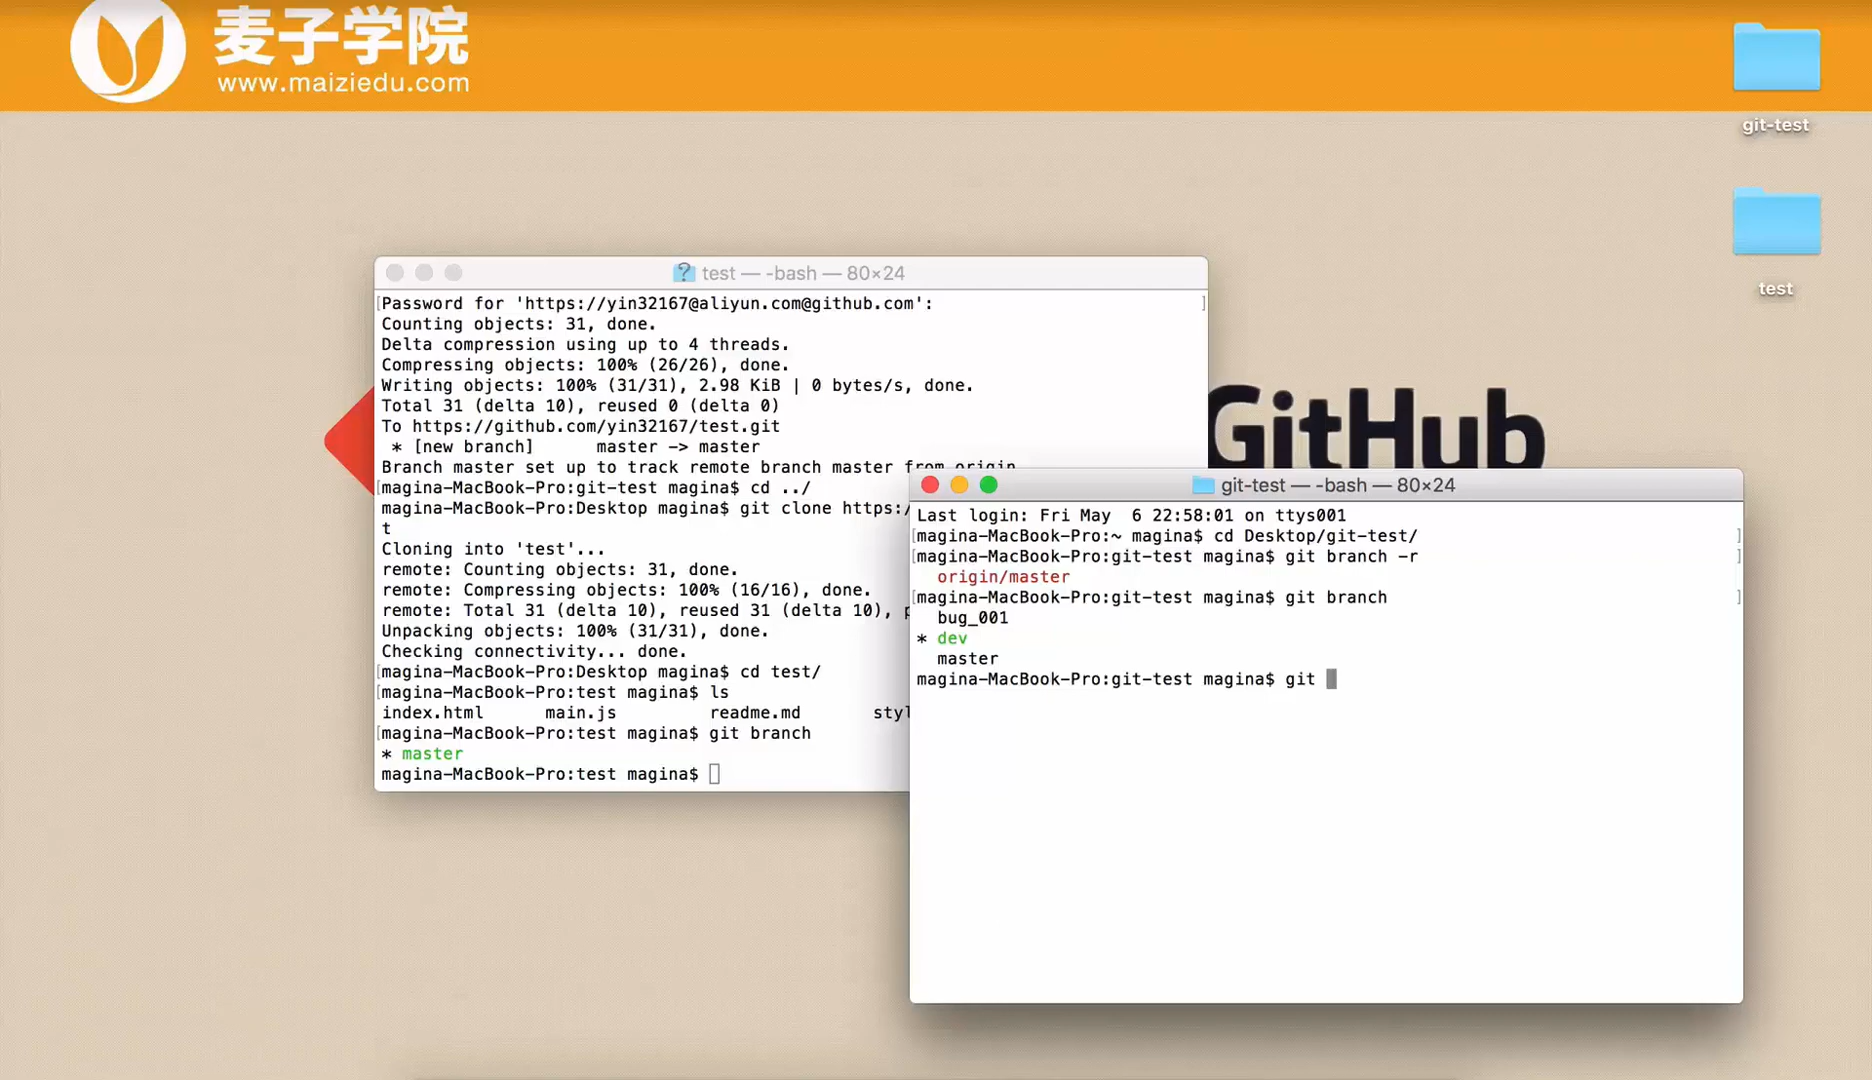 麦子学院
www.maiziedu.com
git-test
test
test — -bash — 80×24
Password for 'https://yin32167@aliyun.com@github.com':
Counting objects: 31, done.
Delta compression using up to 4 threads.
Compressing objects: 100% (26/26), done.
Writing objects: 100% (31/31), 2.98 KiB | 0 bytes/s, done.
Total 31 (delta 10), reused 0 (delta 0)
To https://github.com/yin32167/test.git
 * [new branch]      master -> master
Branch master set up to track remote branch master from origin
magina-MacBook-Pro:git-test magina$ cd ../
magina-MacBook-Pro:Desktop magina$ git clone https:/
t
Cloning into 'test'...
remote: Counting objects: 31, done.
remote: Compressing objects: 100% (16/16), done.
remote: Total 31 (delta 10), reused 31 (delta 10),
Unpacking objects: 100% (31/31), done.
Checking connectivity... done.
magina-MacBook-Pro:Desktop magina$ cd test/
magina-MacBook-Pro:test magina$ ls
index.html      main.js         readme.md       styl
magina-MacBook-Pro:test magina$ git branch
* master
magina-MacBook-Pro:test magina$
GitHub
git-test — -bash — 80×24
Last login: Fri May  6 22:58:01 on ttys001
magina-MacBook-Pro:~ magina$ cd Desktop/git-test/
magina-MacBook-Pro:git-test magina$ git branch -r
  origin/master
magina-MacBook-Pro:git-test magina$ git branch
  bug_001
* dev
  master
magina-MacBook-Pro:git-test magina$ git